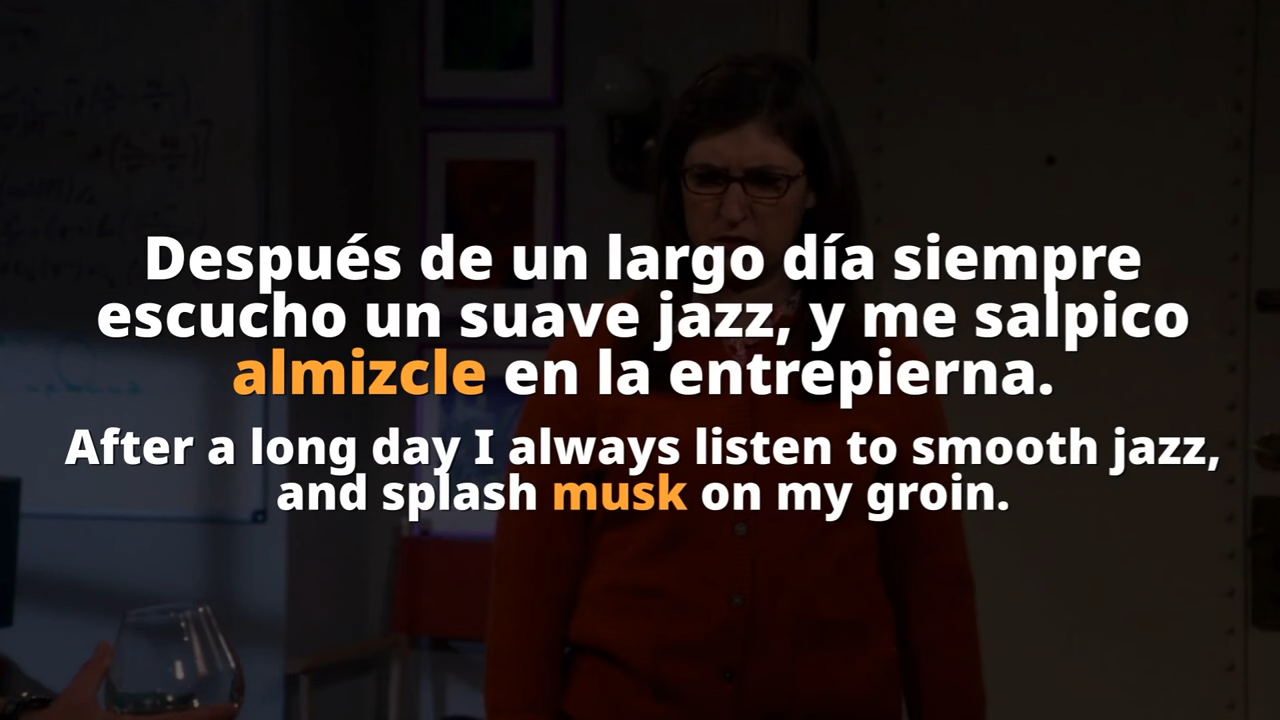 Después de un largo día siempre
escucho un suave jazz, y me salpico
almizcle en la entrepierna.
After a long day I always listen to smooth jazz,
and splash musk on my groin.